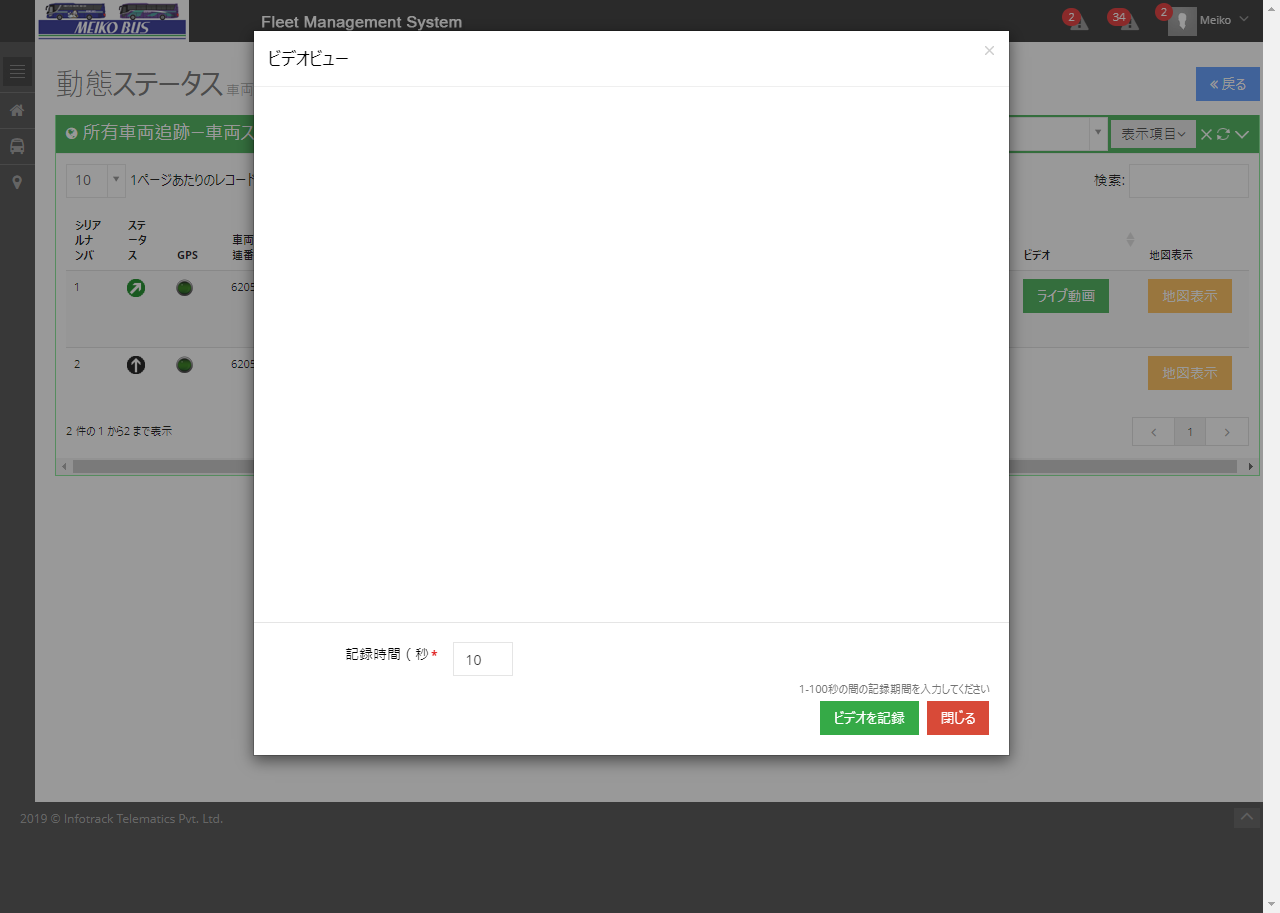 MEIKO BUS
Fleet Management System
2
34
2
Meiko
ビデオビュー
×
動態ステータス 車両
戻る
所有車両追跡－車両ス
表示項目
10
1ページあたりのレコード
検索:
シリア
ルナ
ンバ
ステ
ータ
ス
GPS
車両
連番
ビデオ
地図表示
1
6205
ライブ動画
地図表示
2
6205
地図表示
2 件の 1 から2 まで表示
1
記録時間 ( 秒 *
10
1-100秒の間の記録期間を入力してください
ビデオを記録
閉じる
2019 © Infotrack Telematics Pvt. Ltd.